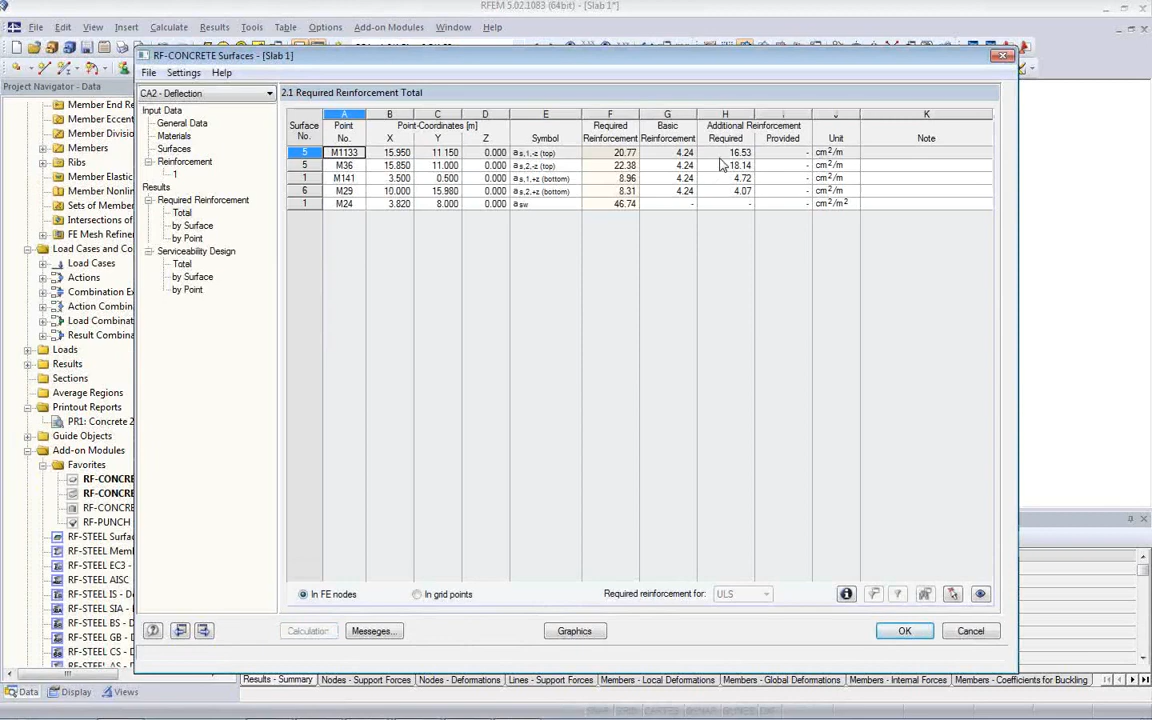 RFEM 5.02.1083 (64bit) - [Slab 1*]
File Edit View Insert Calculate Results Tools Table Options Add-on Modules Window Help
Project Navigator - Data
Member End Re
Member Eccent
Member Divisio
Members
Ribs
Member Elastic
Member Nonlin
Sets of Member
Intersections of
FE Mesh Refiner
Load Cases and Co
Load Cases
Actions
Combination E
Action Combin
Load Combinat
Result Combina
Loads
Results
Sections
Average Regions
Printout Reports
PR1: Concrete 2
Guide Objects
Add-on Modules
Favorites
RF-CONCRE
RF-CONCRE
RF-CONCRE
RF-PUNCH
RF-STEEL Surfac
RF-STEEL Mem
RF-STEEL EC3 -
RF-STEEL AISC
RF-STEEL IS - D
RF-STEEL SIA -
RF-STEEL BS - D
RF-STEEL GB - D
RF-STEEL CS - D
RF-STEEL AS - D
Data Display Views
RF-CONCRETE Surfaces - [Slab 1]
File Settings Help
CA2 - Deflection
Input Data
General Data
Materials
Surfaces
Reinforcement
1
Results
Required Reinforcement
Total
by Surface
by Point
Serviceability Design
Total
by Surface
by Point
2.1 Required Reinforcement Total
A B C D E F G H I J K
Surface Point Point-Coordinates [m] Required Basic Additional Reinforcement
No. No. X Y Z Symbol Reinforcement Reinforcement Required Provided Unit Note
5 M1133 15.950 11.150 0.000 as,1,-z (top) 20.77 4.24 16.53 - cm2/m
5 M36 15.850 11.000 0.000 as,2,-z (top) 22.38 4.24 18.14 - cm2/m
1 M141 3.500 0.500 0.000 as,1,+z (bottom) 8.96 4.24 4.72 - cm2/m
6 M29 10.000 15.980 0.000 as,2,+z (bottom) 8.31 4.24 4.07 - cm2/m
1 M24 3.820 8.000 0.000 asw 46.74 - - - cm2/m2
In FE nodes In grid points Required reinforcement for: ULS
Calculation Messeges... Graphics OK Cancel
Results - Summary Nodes - Support Forces Nodes - Deformations Lines - Support Forces Members - Local Deformations Members - Global Deformations Members - Internal Forces Members - Coefficients for Buckling